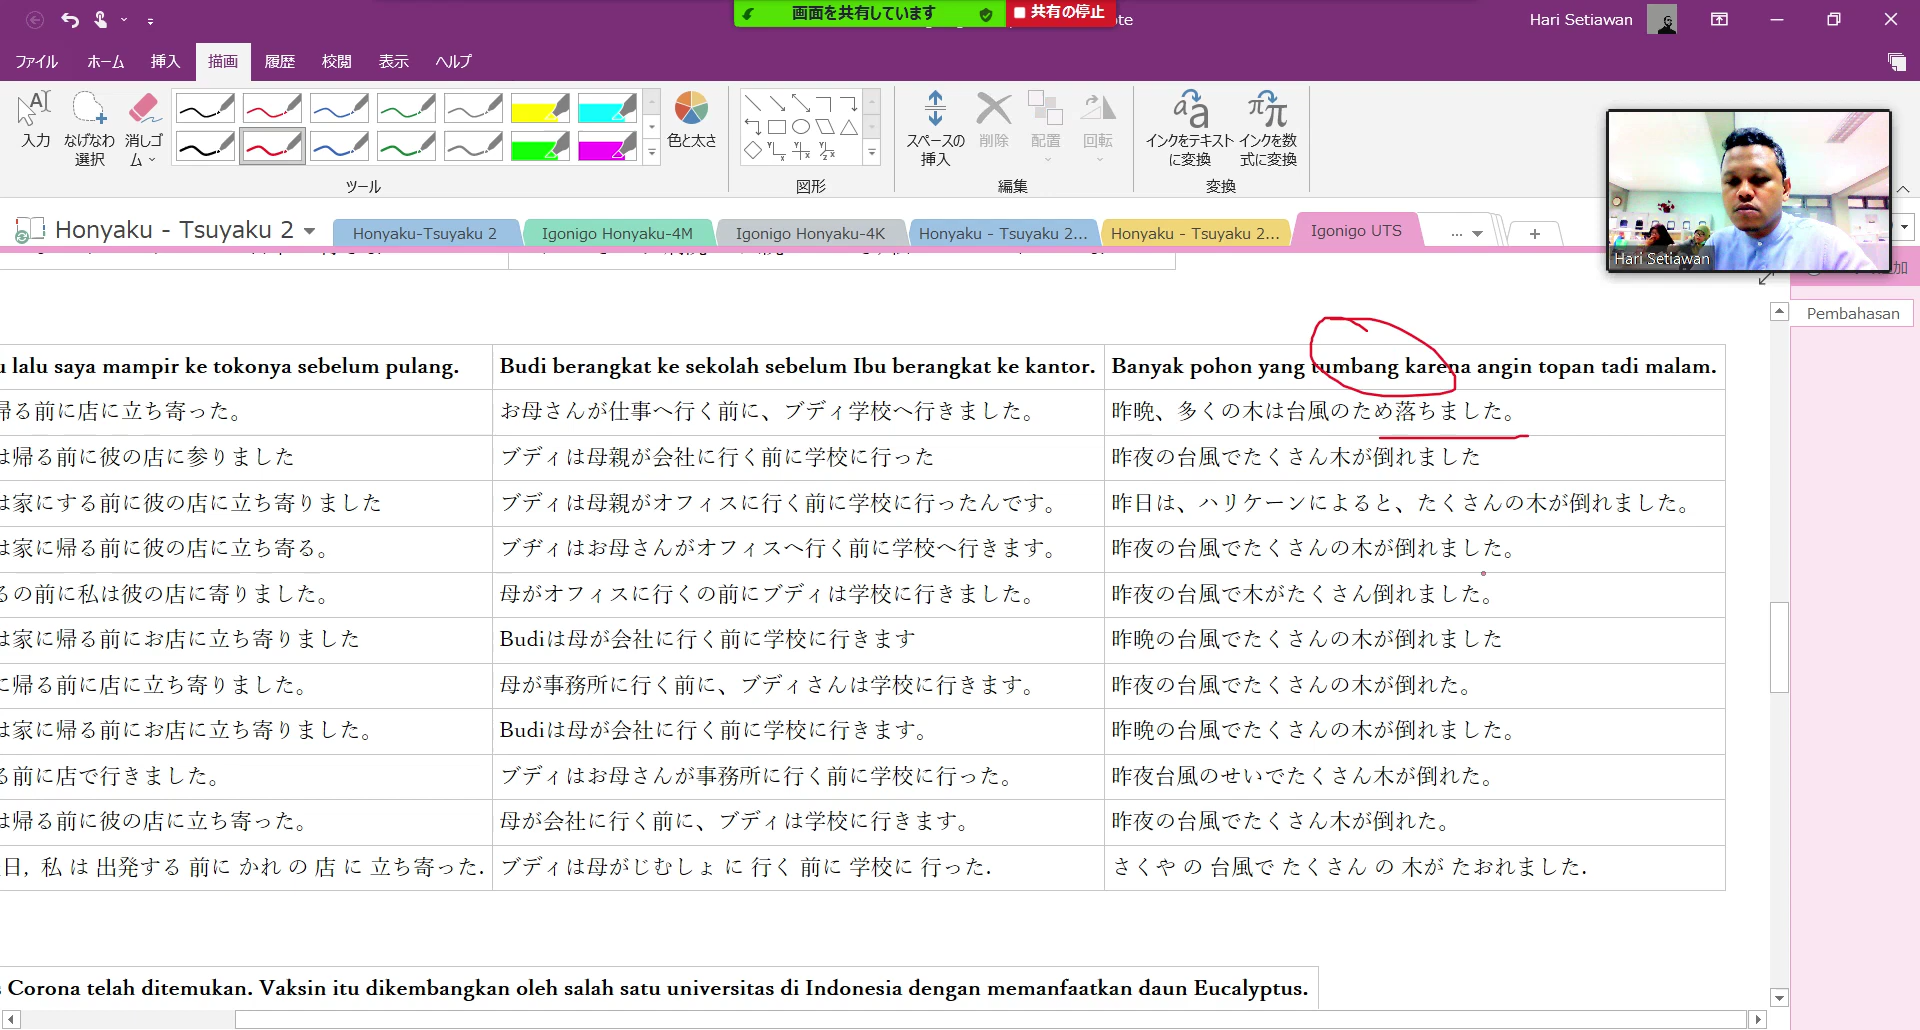 画面を共有しています
共有の停止
ote
Hari Setiawan
ファイル ホーム 挿入 描画 履歴 校閲 表示 ヘルプ
入力
なげなわ
選択
消しゴ
ム
色と太さ
スペースの
挿入
削除
配置
回転
インクをテキスト
に変換
インクを数
式に変換
ツール
図形
編集
変換
Hari Setiawan
Honyaku - Tsuyaku 2
Honyaku-Tsuyaku 2
Igonigo Honyaku-4M
Igonigo Honyaku-4K
Honyaku - Tsuyaku 2...
Honyaku - Tsuyaku 2...
Igonigo UTS
...
+
加
Pembahasan
u lalu saya mampir ke tokonya sebelum pulang. Budi berangkat ke sekolah sebelum Ibu berangkat ke kantor. Banyak pohon yang tumbang karena angin topan tadi malam.
帰る前に店に立ち寄った。 お母さんが仕事へ行く前に、ブディ学校へ行きました。 昨晩、多くの木は台風のため落ちました。
は帰る前に彼の店に参りました ブディは母親が会社に行く前に学校に行った 昨夜の台風でたくさん木が倒れました
は家にする前に彼の店に立ち寄りました ブディは母親がオフィスに行く前に学校に行ったんです。 昨日は、ハリケーンによると、たくさんの木が倒れました。
は家に帰る前に彼の店に立ち寄る。 ブヂィはお母さんがオフィスへ行く前に学校へ行きます。 昨夜の台風でたくさんの木が倒れました。
るの前に私は彼の店に寄りました。 母がオフィスに行くの前にブディは学校に行きました。 昨夜の台風で木がたくさん倒れました。
は家に帰る前にお店に立ち寄りました Budiは母が会社に行く前に学校に行きます 昨晩の台風でたくさんの木が倒れました
に帰る前に店に立ち寄りました。 母が事務所に行く前に、ブディさんは学校に行きます。 昨夜の台風でたくさんの木が倒れた。
は家に帰る前にお店に立ち寄りました。 Budiは母が会社に行く前に学校に行きます。 昨晩の台風でたくさんの木が倒れました。
る前に店で行きました。 ブディはお母さんが事務所に行く前に学校に行った。 昨夜台風のせいでたくさん木が倒れた。
は帰る前に彼の店に立ち寄った。 母が会社に行く前に、ブディは学校に行きます。 昨夜の台風でたくさん木が倒れた。
日, 私 は 出発する 前に かれ の 店 に 立ち寄った. ブディは母がじむしょ に 行く 前に 学校に 行った. さくや の 台風で たくさん の 木が たおれました.
s Corona telah ditemukan. Vaksin itu dikembangkan oleh salah satu universitas di Indonesia dengan memanfaatkan daun Eucalyptus.